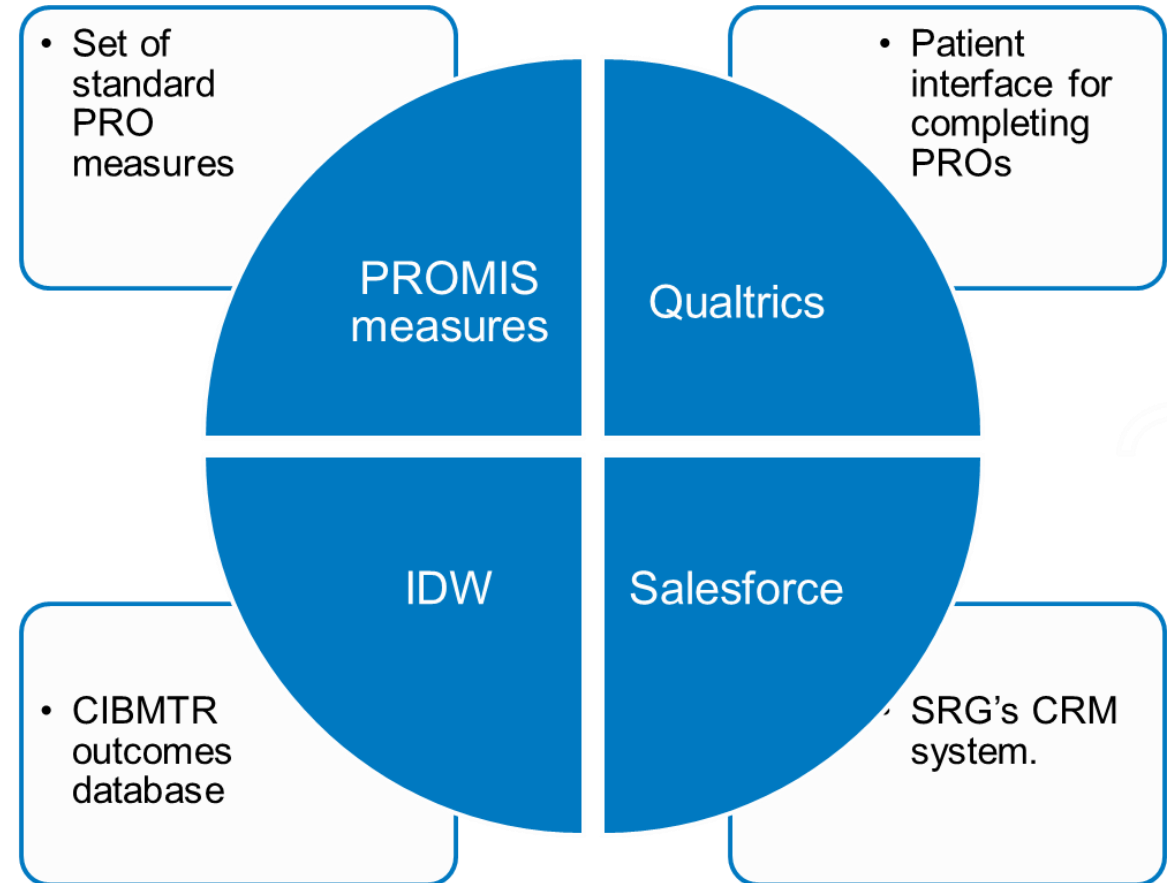 • Set of
standard
PRO
measures
• Patient
interface for
completing
PROs
PROMIS
measures
Qualtrics
IDW
Salesforce
• CIBMTR
outcomes
database
• SRG’s CRM
system.